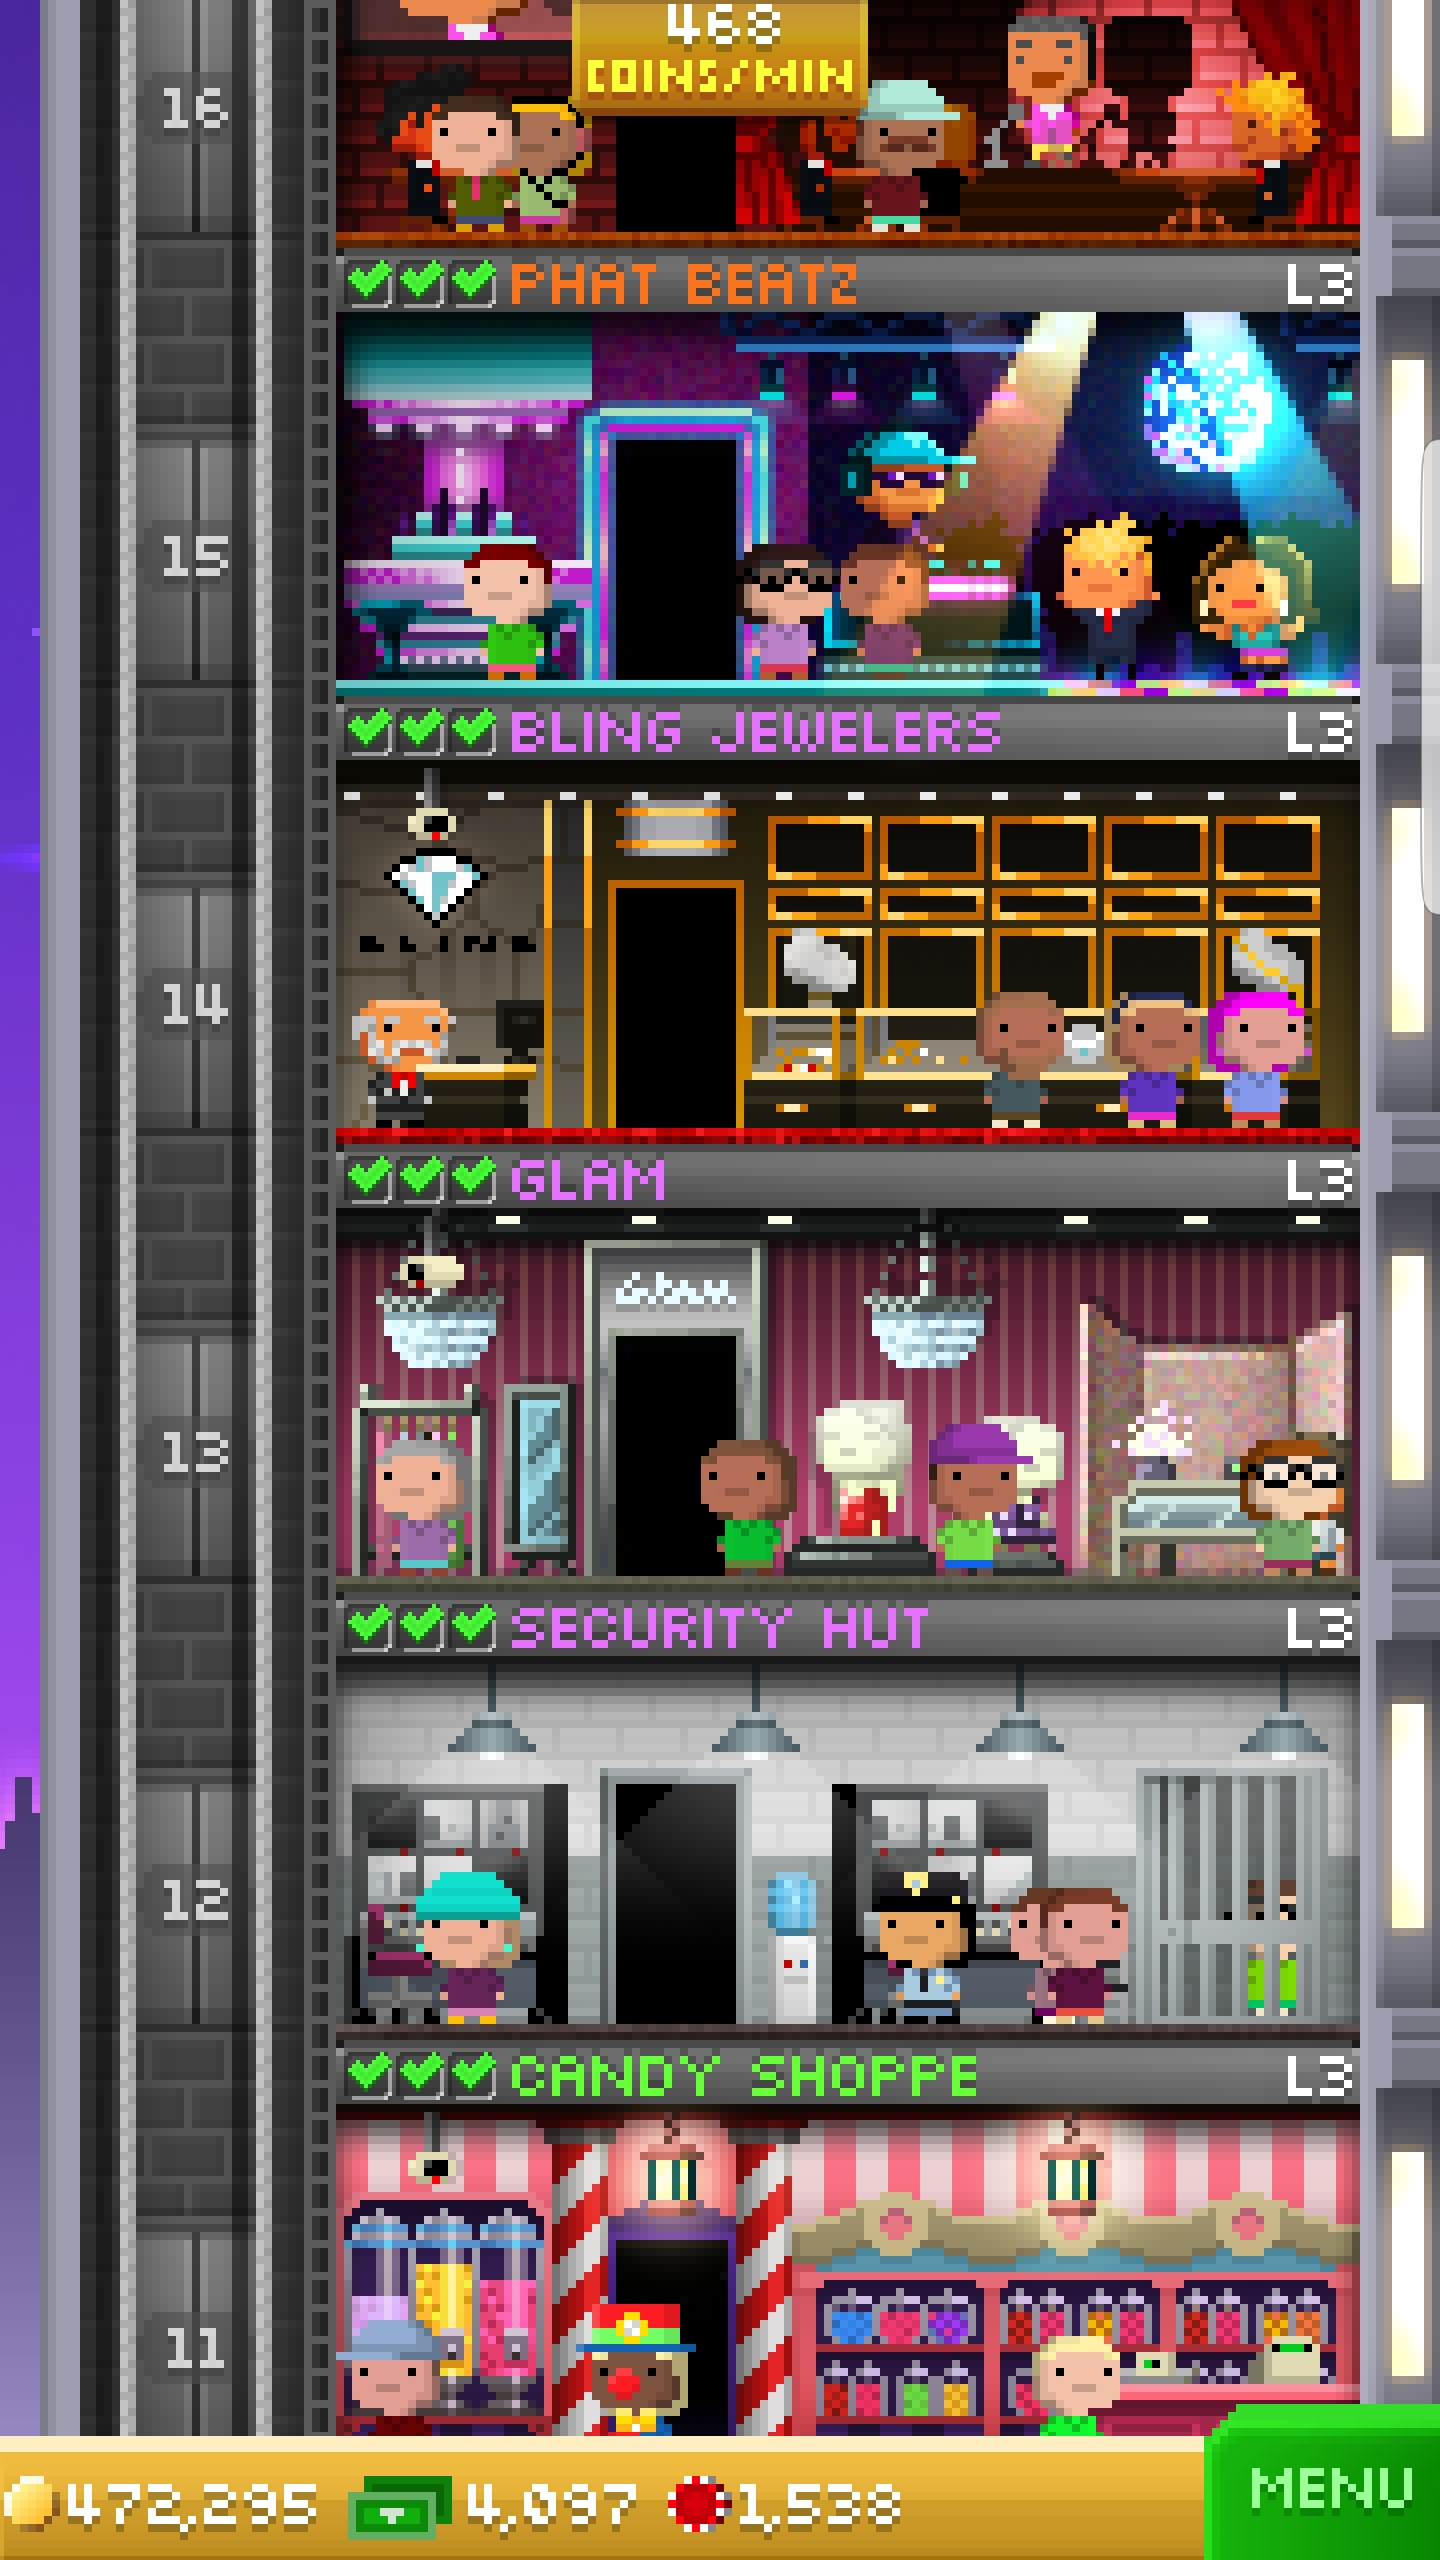 468
COINS/MIN
16
PHAT BEATZ L3
15
BLING JEWELERS L3
BLING
14
GLAM L3
Glam
13
SECURITY HUT L3
12
CANDY SHOPPE L3
11
472,295 4,097 1,538 MENU